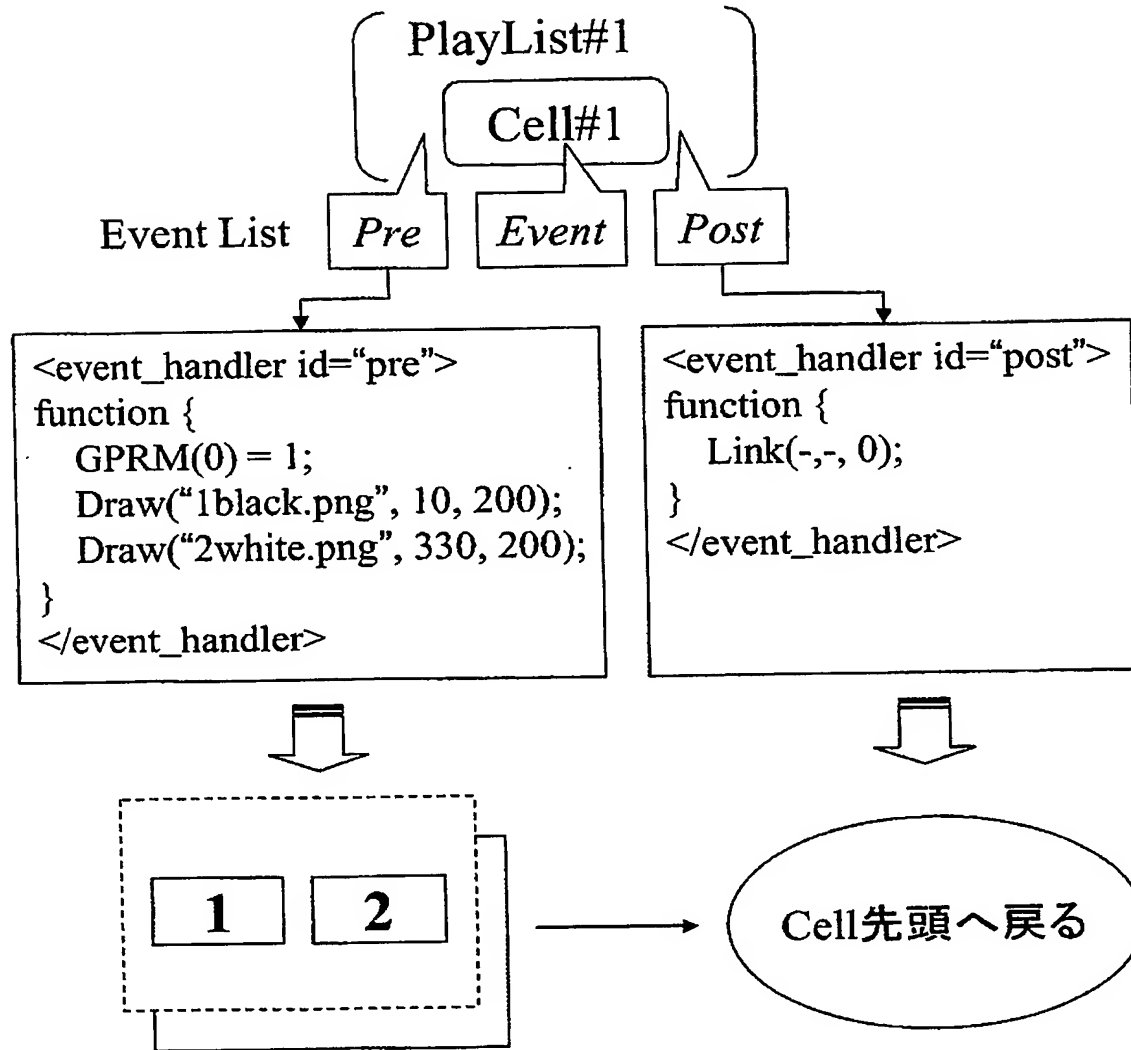 PlayList#1
Cell#1
Event List
Pre
Event
Post
<event_handler id=“pre”>
function {
GPRM(0) = 1;
Draw(“1black.png”, 10, 200);
Draw(“2white.png”, 330, 200);
}
</event_handler>
<event_handler id=“post”>
function {
Link(-,-, 0);
}
</event_handler>
1
2
Cell先頭へ戻る